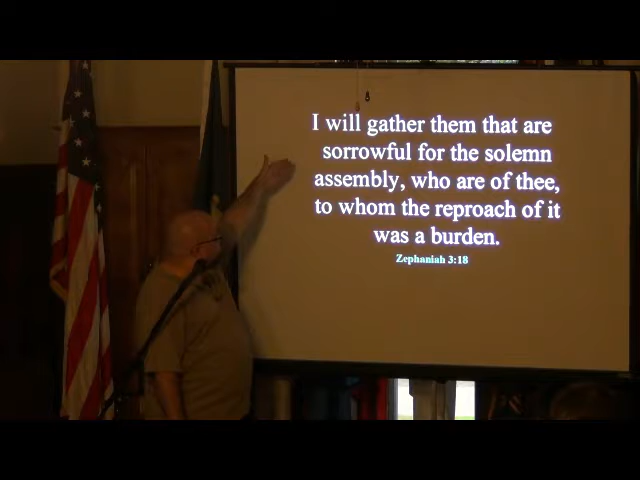 I will gather them that are
sorrowful for the solemn
assembly, who are of thee,
to whom the reproach of it
was a burden.
Zephaniah 3:18